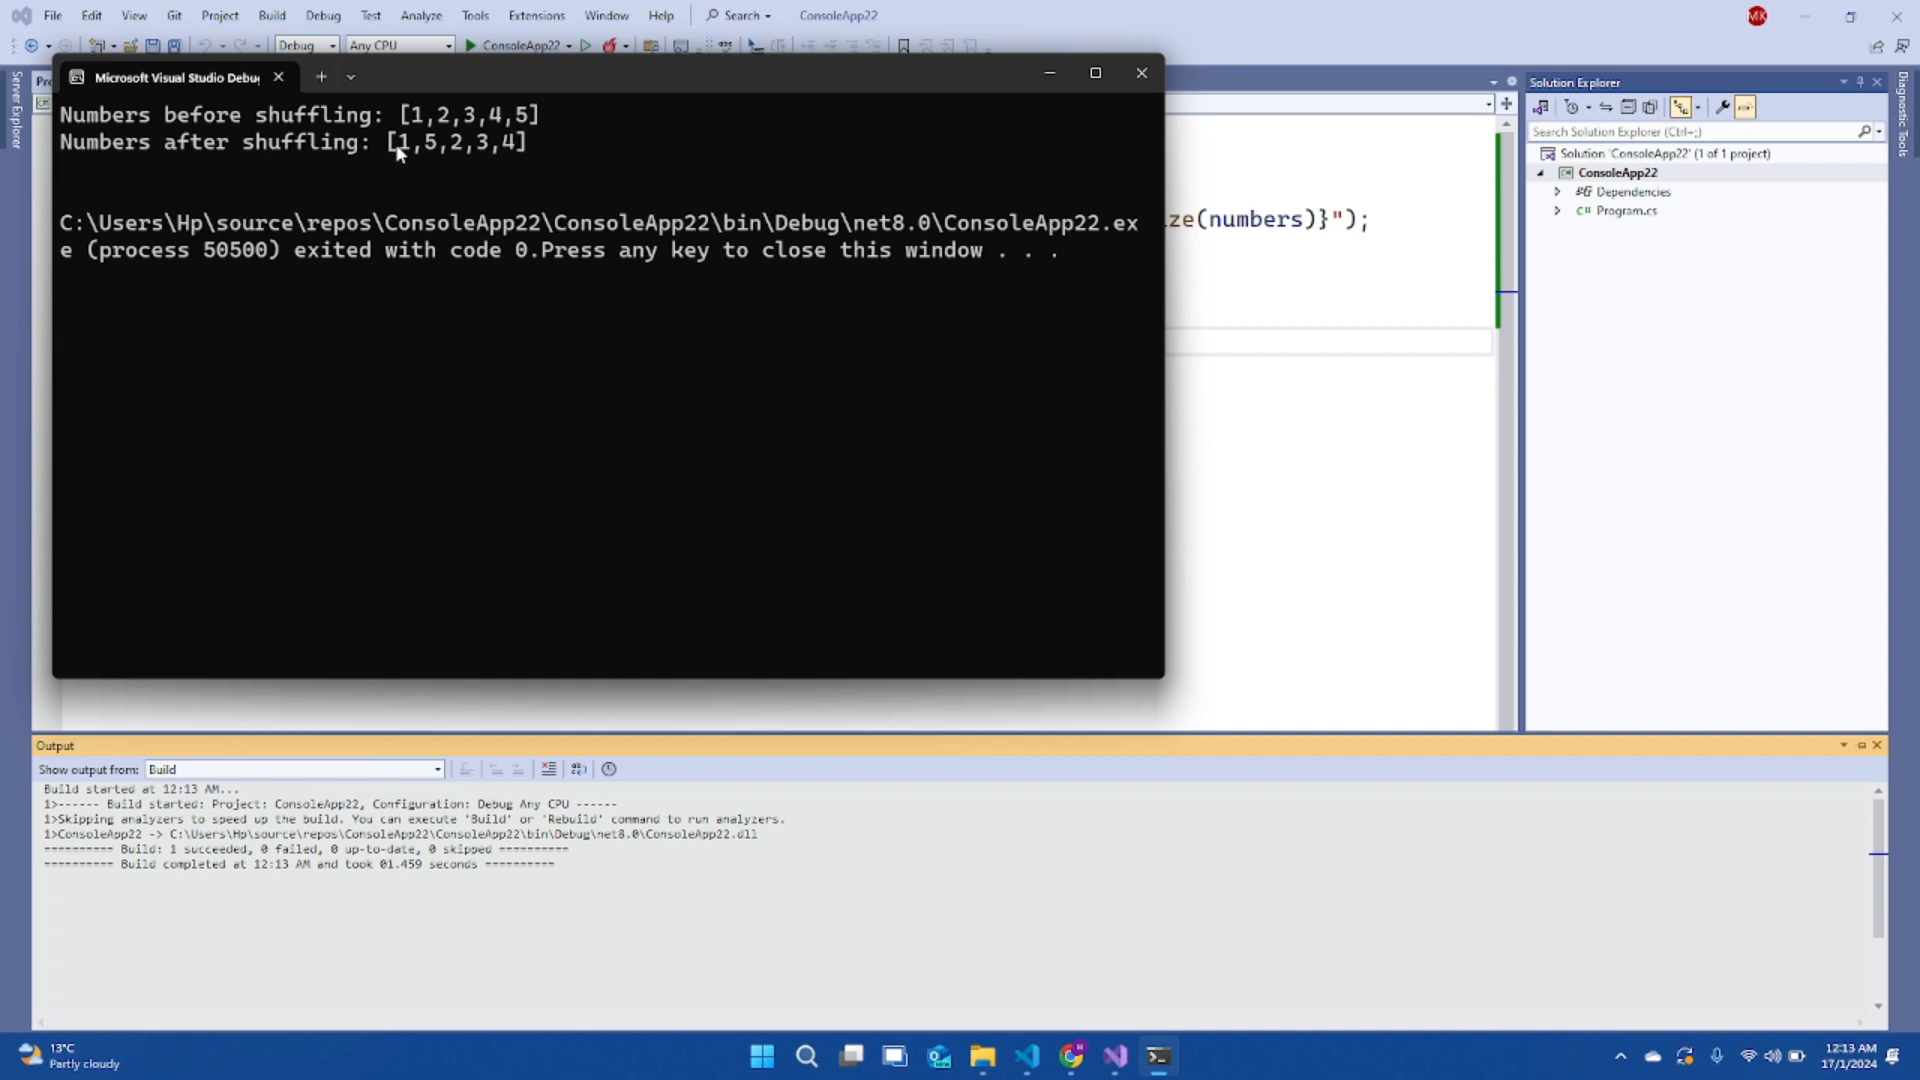 File Edit View Git Project Build Debug Test Analyze Tools Extensions Window Help Search ConsoleApp22 MK
Debug Any CPU ConsoleApp22
Microsoft Visual Studio Debu
Numbers before shuffling: [1,2,3,4,5]
Numbers after shuffling: [1,5,2,3,4]
C:\Users\Hp\source\repos\ConsoleApp22\ConsoleApp22\bin\Debug\net8.0\ConsoleApp22.ex
e (process 50500) exited with code 0.Press any key to close this window . . .
ze(numbers)}");
Server Explorer
Solution Explorer
Search Solution Explorer (Ctrl+;)
Solution 'ConsoleApp22' (1 of 1 project)
ConsoleApp22
Dependencies
C# Program.cs
Diagnostic Tools
Output
Show output from: Build
Build started at 12:13 AM...
1>------ Build started: Project: ConsoleApp22, Configuration: Debug Any CPU ------
1>Skipping analyzers to speed up the build. You can execute 'Build' or 'Rebuild' command to run analyzers.
1>ConsoleApp22 -> C:\Users\Hp\source\repos\ConsoleApp22\ConsoleApp22\bin\Debug\net8.0\ConsoleApp22.dll
---------- Build: 1 succeeded, 0 failed, 0 up-to-date, 0 skipped ----------
---------- Build completed at 12:13 AM and took 01.459 seconds ----------
13°C
Partly cloudy
12:13 AM
17/1/2024